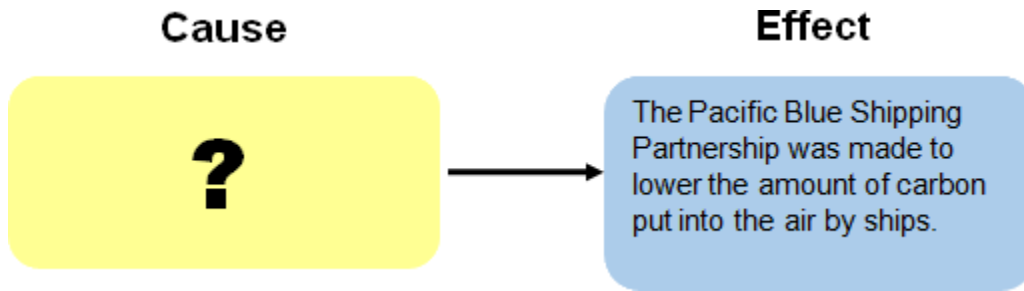 Cause
Effect
?
The Pacific Blue Shipping
Partnership was made to
lower the amount of carbon
put into the air by ships.